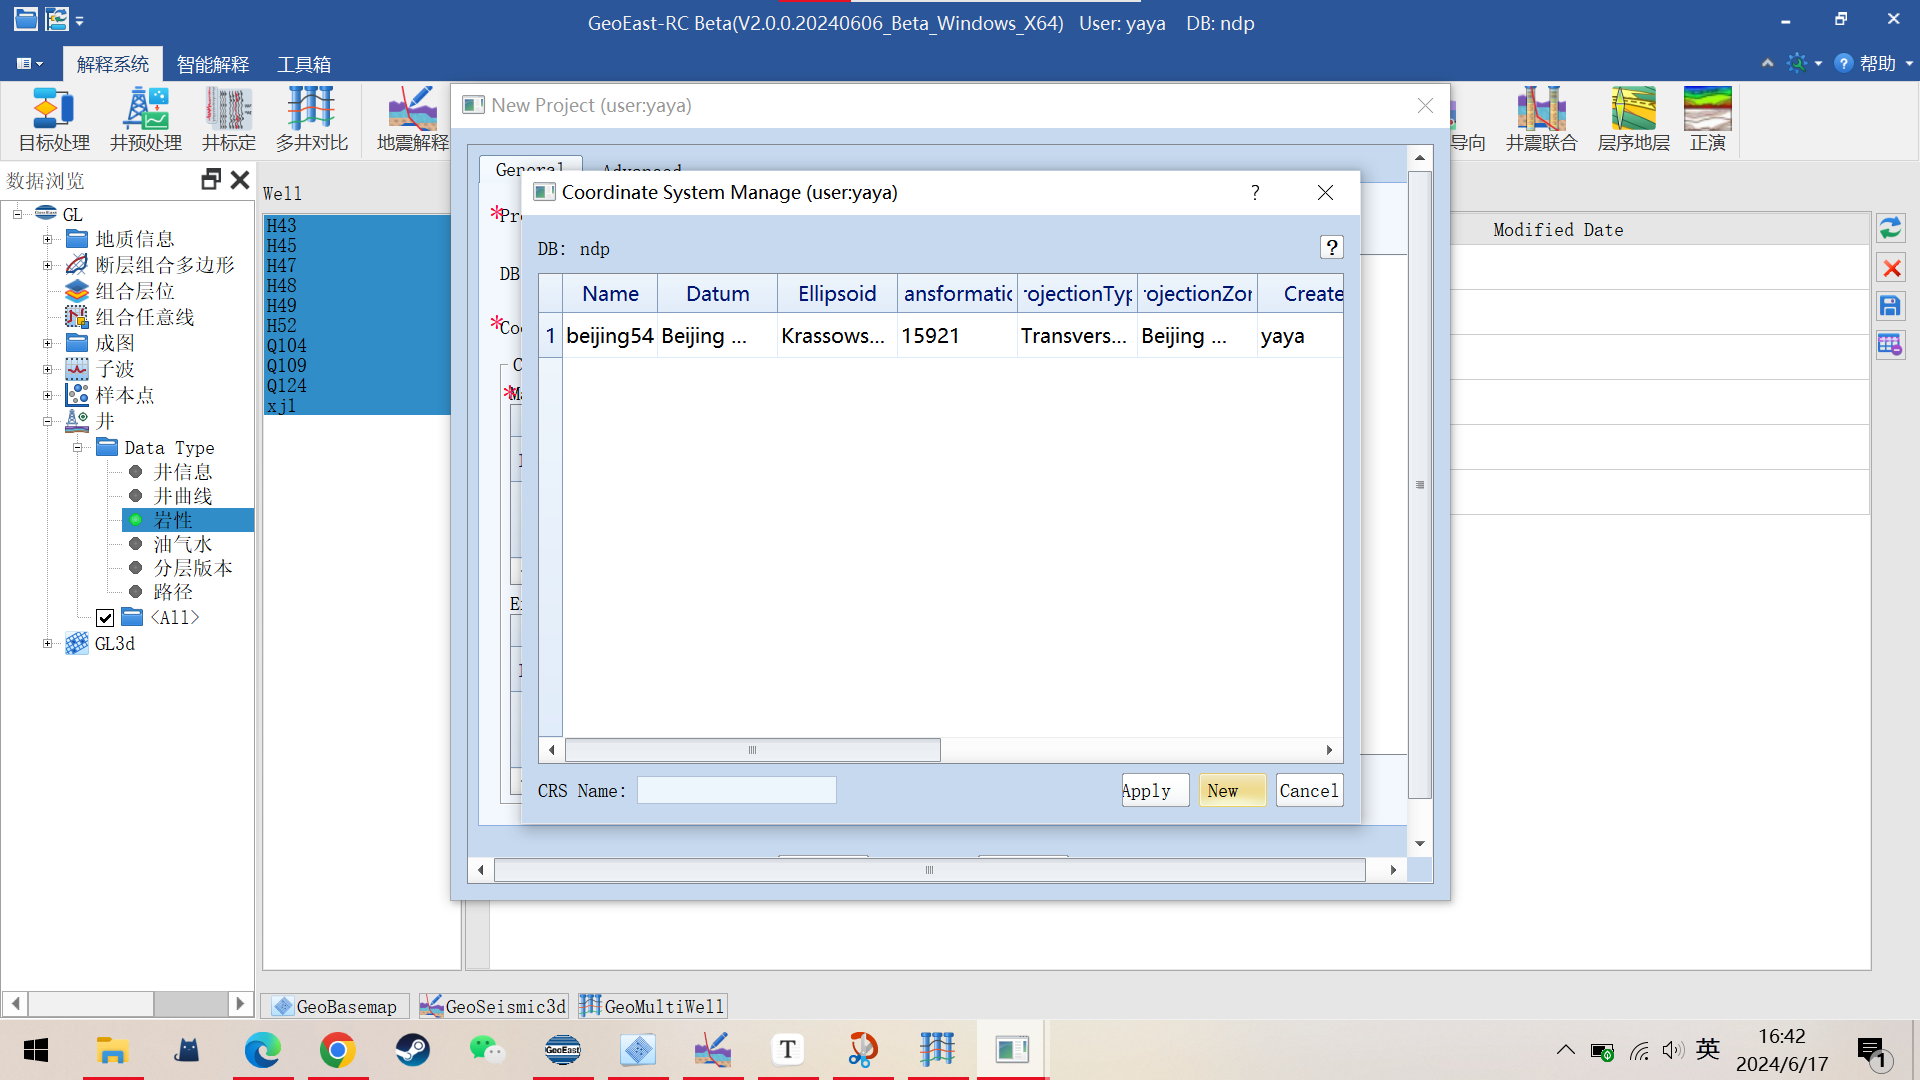 GeoEast-RC Beta(V2.0.0.20240606_Beta_Windows_X64) User: yaya DB: ndp
解释系统 智能解释 工具箱
帮助
目标处理 井预处理 井标定 多井对比 地震解释
导向 井震联合 层序地层 正演
New Project (user:yaya)
数据浏览
GL
地质信息
断层组合多边形
组合层位
组合任意线
成图
子波
样本点
井
Data Type
井信息
井曲线
岩性
油气水
分层版本
路径
<All>
GL3d
Well
H43
H45
H47
H48
H49
H52
Q104
Q109
Q124
xjl
General Advanced
DB
Coordinate System Manage (user:yaya)
?
DB: ndp
?
Name Datum Ellipsoid ansformatic rojectionTyp rojectionZor Create
1 beijing54 Beijing ... Krassows... 15921 Transvers... Beijing ... yaya
CRS Name:
Apply New Cancel
Modified Date
GeoBasemap GeoSeismic3d GeoMultiWell
GeoEast
T
英
16:42
2024/6/17
1